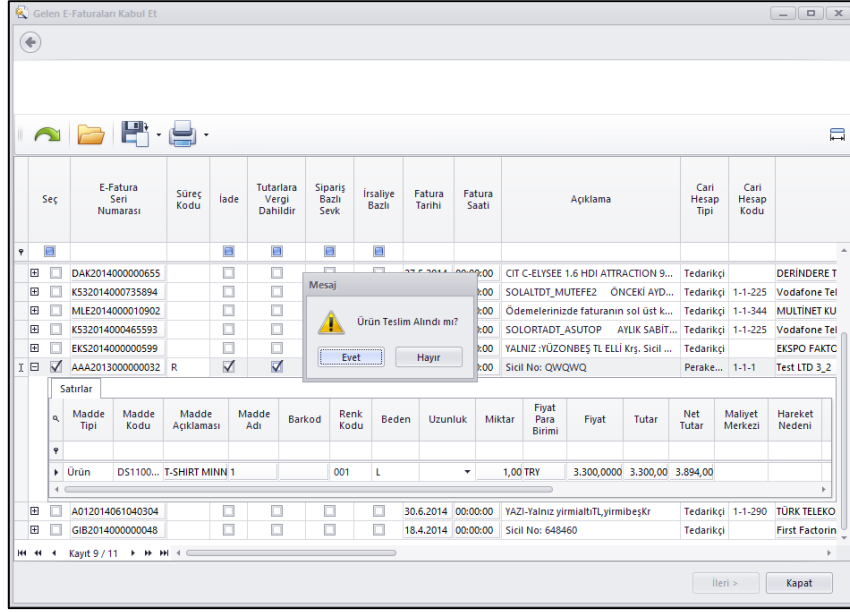 Gelen E-Faturaları Kabul Et
Seç E-Fatura Seri Numarası Süreç Kodu İade Tutarlara Vergi Dahildir Sipariş Bazlı Sevk İrsaliye Bazlı Fatura Tarihi Fatura Saati Açıklama Cari Hesap Tipi Cari Hesap Kodu
DAK2014000000655 CIT C-ELYSEE 1.6 HDI ATTRACTION 9... Tedarikçi DERİNDERE T
K532014000735894 SOLALTDT_MUTEFE2 ÖNCEKİ AYD... Tedarikçi 1-1-225 Vodafone Tel
MLE2014000010902 Ödemelerinizde faturanın sol üst k... Tedarikçi 1-1-344 MULTİNET KU
K532014000465593 SOLORTADT_ASUTOP AYLIK SABİT... Tedarikçi 1-1-225 Vodafone Tel
EKS2014000000599 YALNIZ :YÜZONBEŞ TL ELLİ Krş. Sicil ... Tedarikçi EKSPO FAKTO
AAA2013000000032 R Sicil No: QWQWQ Perake... 1-1-1 Test LTD 3_2
Mesaj
Ürün Teslim Alındı mı?
Evet Hayır
Satırlar
Madde Tipi Madde Kodu Madde Açıklaması Madde Adı Barkod Renk Kodu Beden Uzunluk Miktar Fiyat Para Birimi Fiyat Tutar Net Tutar Maliyet Merkezi Hareket Nedeni
Ürün DS1100... T-SHIRT MINN 1 001 L 1,00 TRY 3.300,0000 3.300,00 3.894,00
A012014061040304 30.6.2014 00:00:00 YAZI-Yalnız yirmialtıTL,yirmibeşKr Tedarikçi 1-1-290 TÜRK TELEKO
GIB2014000000048 18.4.2014 00:00:00 Sicil No: 648460 Tedarikçi First Factorin
Kayıt 9 / 11
İleri > Kapat